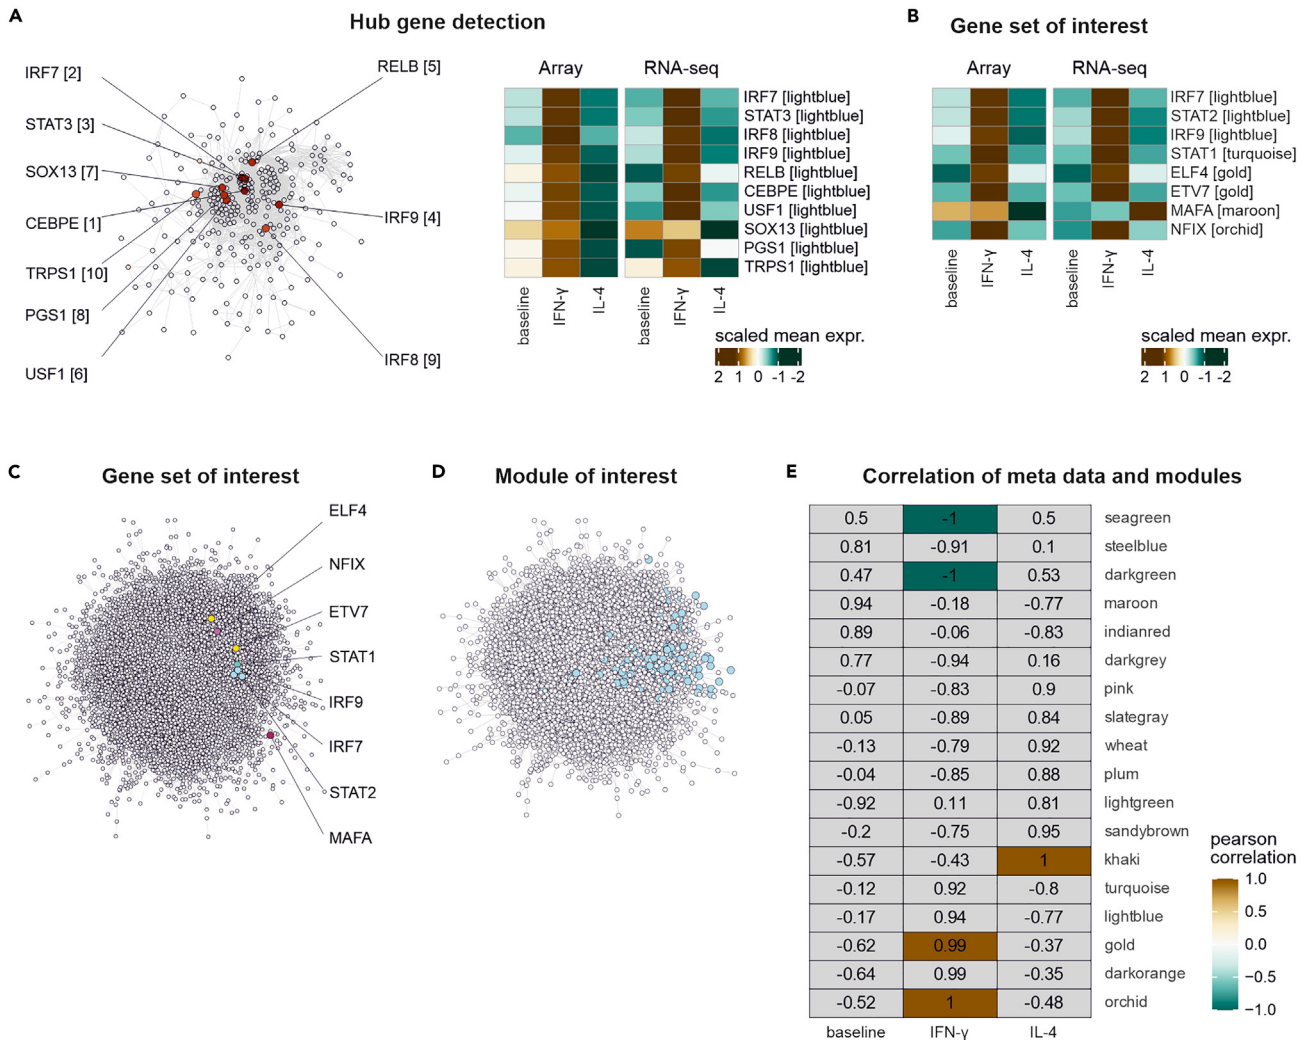 A
Hub gene detection
IRF7 [2]
STAT3 [3]
SOX13 [7]
CEBPE [1]
TRPS1 [10]
PGS1 [8]
USF1 [6]
RELB [5]
IRF9 [4]
IRF8 [9]
Array RNA-seq
IRF7 [lightblue]
STAT3 [lightblue]
IRF8 [lightblue]
IRF9 [lightblue]
RELB [lightblue]
CEBPE [lightblue]
USF1 [lightblue]
SOX13 [lightblue]
PGS1 [lightblue]
TRPS1 [lightblue]
baseline IFN-γ IL-4 baseline IFN-γ IL-4
scaled mean expr.
2 1 0 -1 -2
B
Gene set of interest
Array RNA-seq
IRF7 [lightblue]
STAT2 [lightblue]
IRF9 [lightblue]
STAT1 [turquoise]
ELF4 [gold]
ETV7 [gold]
MAFA [maroon]
NFIX [orchid]
baseline IFN-γ IL-4 baseline IFN-γ IL-4
scaled mean expr.
2 1 0 -1 -2
C
Gene set of interest
ELF4
NFIX
ETV7
STAT1
IRF9
IRF7
STAT2
MAFA
D
Module of interest
E
Correlation of meta data and modules
0.5 -1 0.5 seagreen
0.81 -0.91 0.1 steelblue
0.47 -1 0.53 darkgreen
0.94 -0.18 -0.77 maroon
0.89 -0.06 -0.83 indianred
0.77 -0.94 0.16 darkgrey
-0.07 -0.83 0.9 pink
0.05 -0.89 0.84 slategray
-0.13 -0.79 0.92 wheat
-0.04 -0.85 0.88 plum
-0.92 0.11 0.81 lightgreen
-0.2 -0.75 0.95 sandybrown
-0.57 -0.43 1 khaki
-0.12 0.92 -0.8 turquoise
-0.17 0.94 -0.77 lightblue
-0.62 0.99 -0.37 gold
-0.64 0.99 -0.35 darkorange
-0.52 1 -0.48 orchid
baseline IFN-γ IL-4
pearson
correlation
1.0
0.5
0.0
−0.5
−1.0